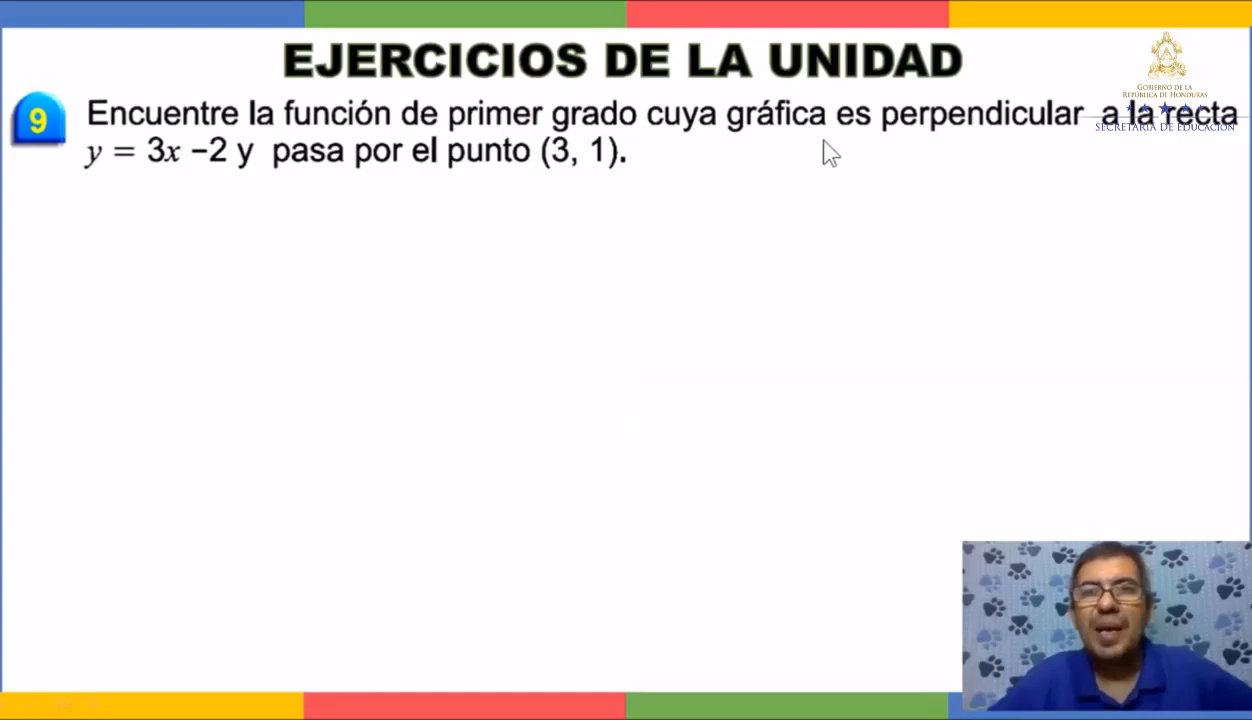 EJERCICIOS DE LA UNIDAD
GOBIERNO DE LA
REPÚBLICA DE HONDURAS
SECRETARÍA DE EDUCACIÓN
9 Encuentre la función de primer grado cuya gráfica es perpendicular a la recta
y = 3x −2 y pasa por el punto (3, 1).